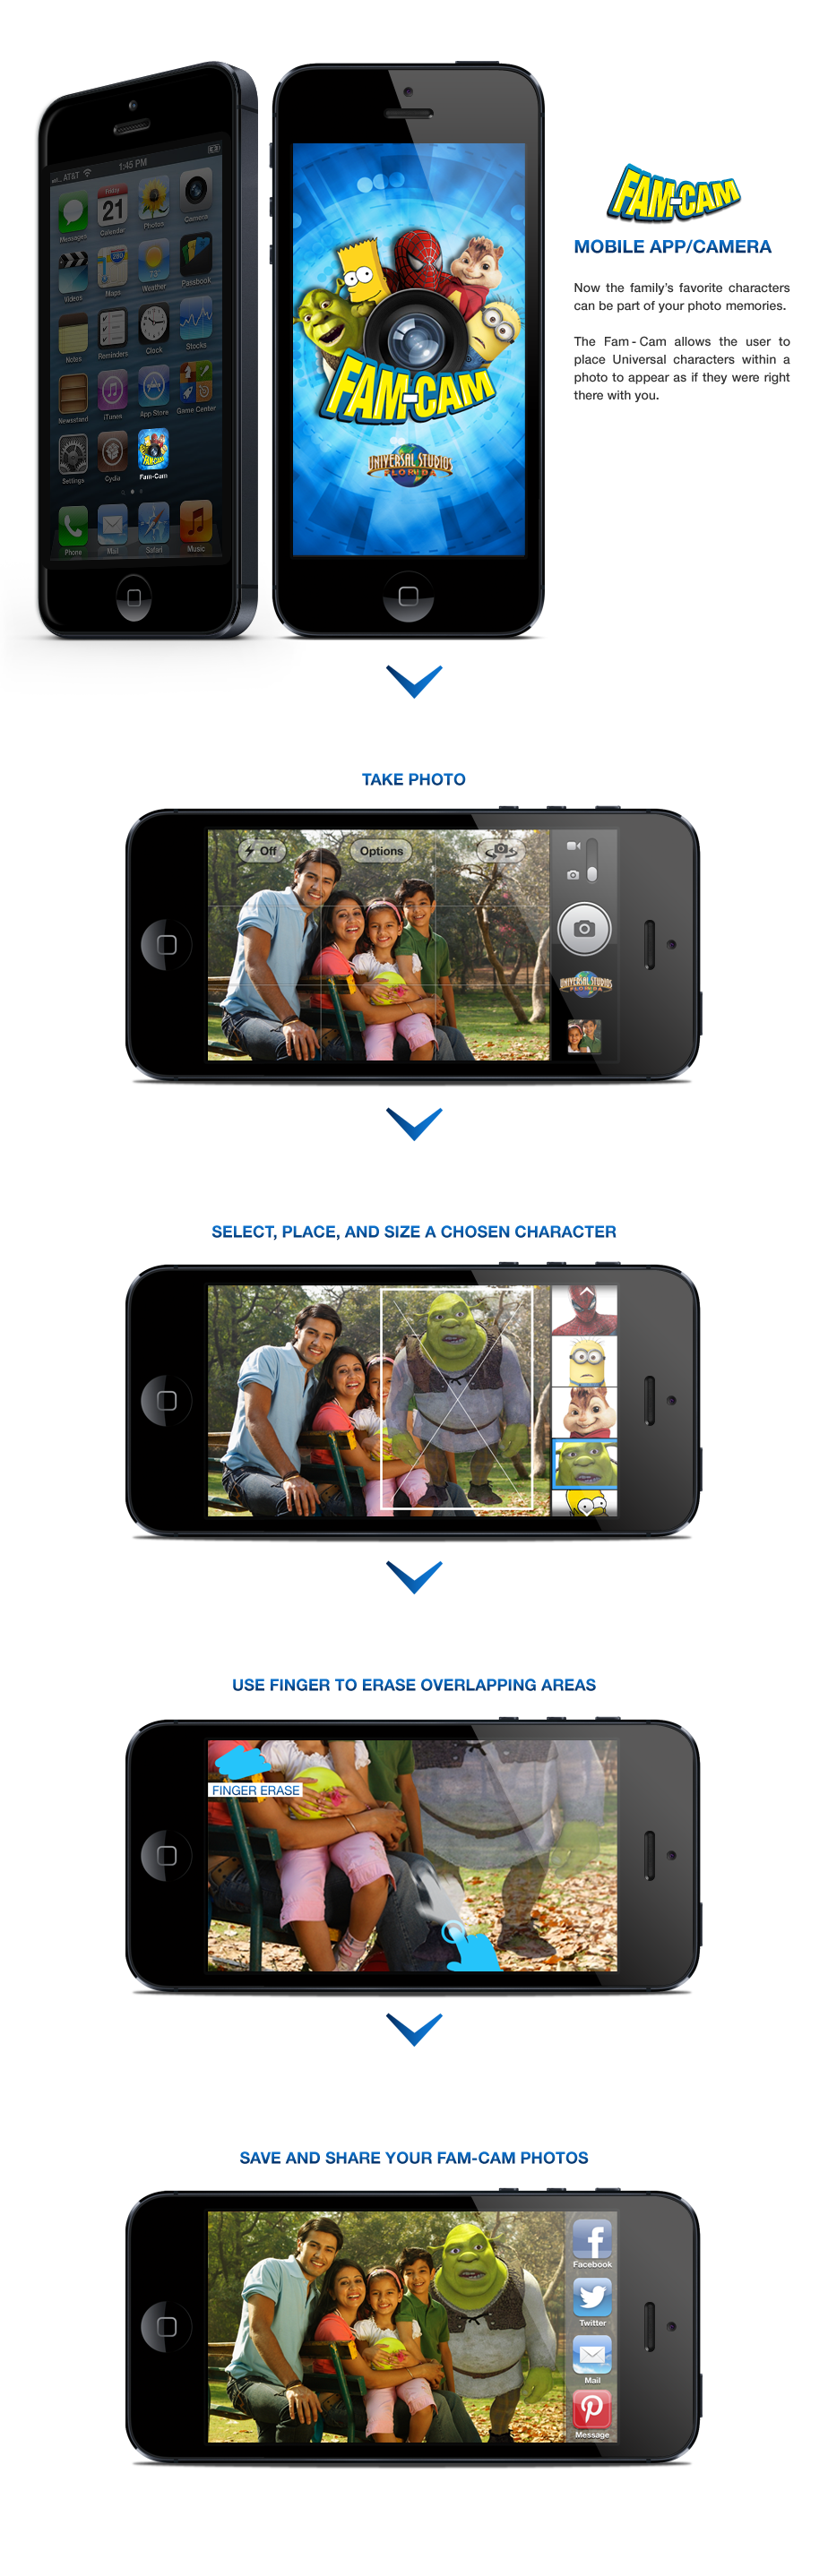 AT&T
1:45 PM
Friday
21
Messages
Calendar
Photos
Camera
280
73°
Videos
Maps
Weather
Passbook
Notes
Reminders
Clock
Stocks
Newsstand
iTunes
App Store
Game Center
Settings
Cydia
Fam-Cam
Phone
Mail
Safari
Music
FAM-CAM
UNIVERSAL STUDIOS
FLORIDA
FAM-CAM
MOBILE APP/CAMERA
Now the family's favorite characters
can be part of your photo memories.
The Fam - Cam allows the user to
place Universal characters within a
photo to appear as if they were right
there with you.
TAKE PHOTO
Off
Options
UNIVERSAL STUDIOS
FLORIDA
SELECT, PLACE, AND SIZE A CHOSEN CHARACTER
USE FINGER TO ERASE OVERLAPPING AREAS
FINGER ERASE
SAVE AND SHARE YOUR FAM-CAM PHOTOS
Facebook
Twitter
Mail
Message